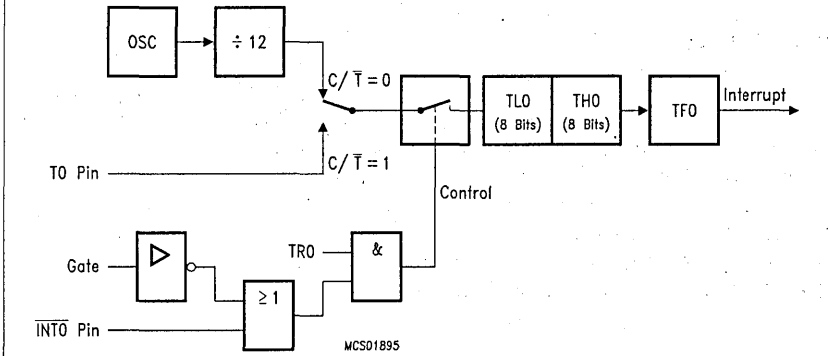 OSC
÷ 12
C/T̅ = 0
TL0
(8 Bits)
TH0
(8 Bits)
TF0
Interrupt
C/T̅ = 1
T0 Pin
Control
TR0
&
Gate
≥ 1
I̅N̅T̅0̅ Pin
MCS01895